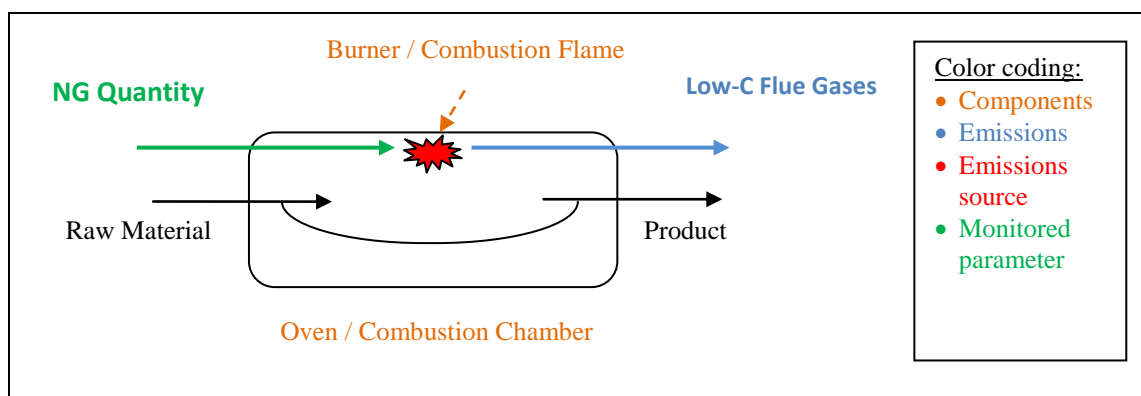 Burner / Combustion Flame
NG Quantity
Low-C Flue Gases
Raw Material
Product
Oven / Combustion Chamber
Color coding:
• Components
• Emissions
• Emissions
source
• Monitored
parameter